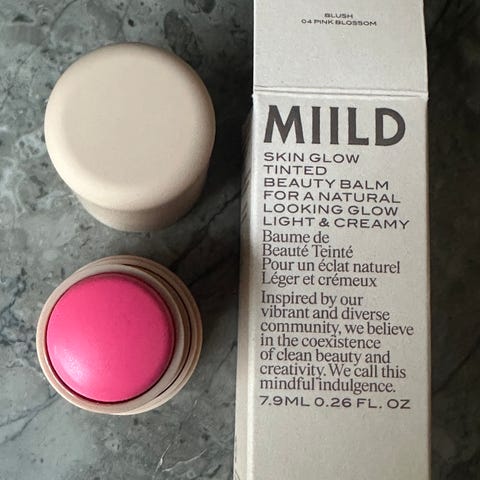 BLUSH
04 PINK BLOSSOM
MIILD
SKIN GLOW
TINTED
BEAUTY BALM
FOR A NATURAL
LOOKING GLOW
LIGHT & CREAMY
Baume de
Beauté Teinté
Pour un éclat naturel
Léger et crémeux
Inspired by our
vibrant and diverse
community, we believe
in the coexistence
of clean beauty and
creativity. We call this
mindful indulgence.
7.9ML 0.26 FL. OZ